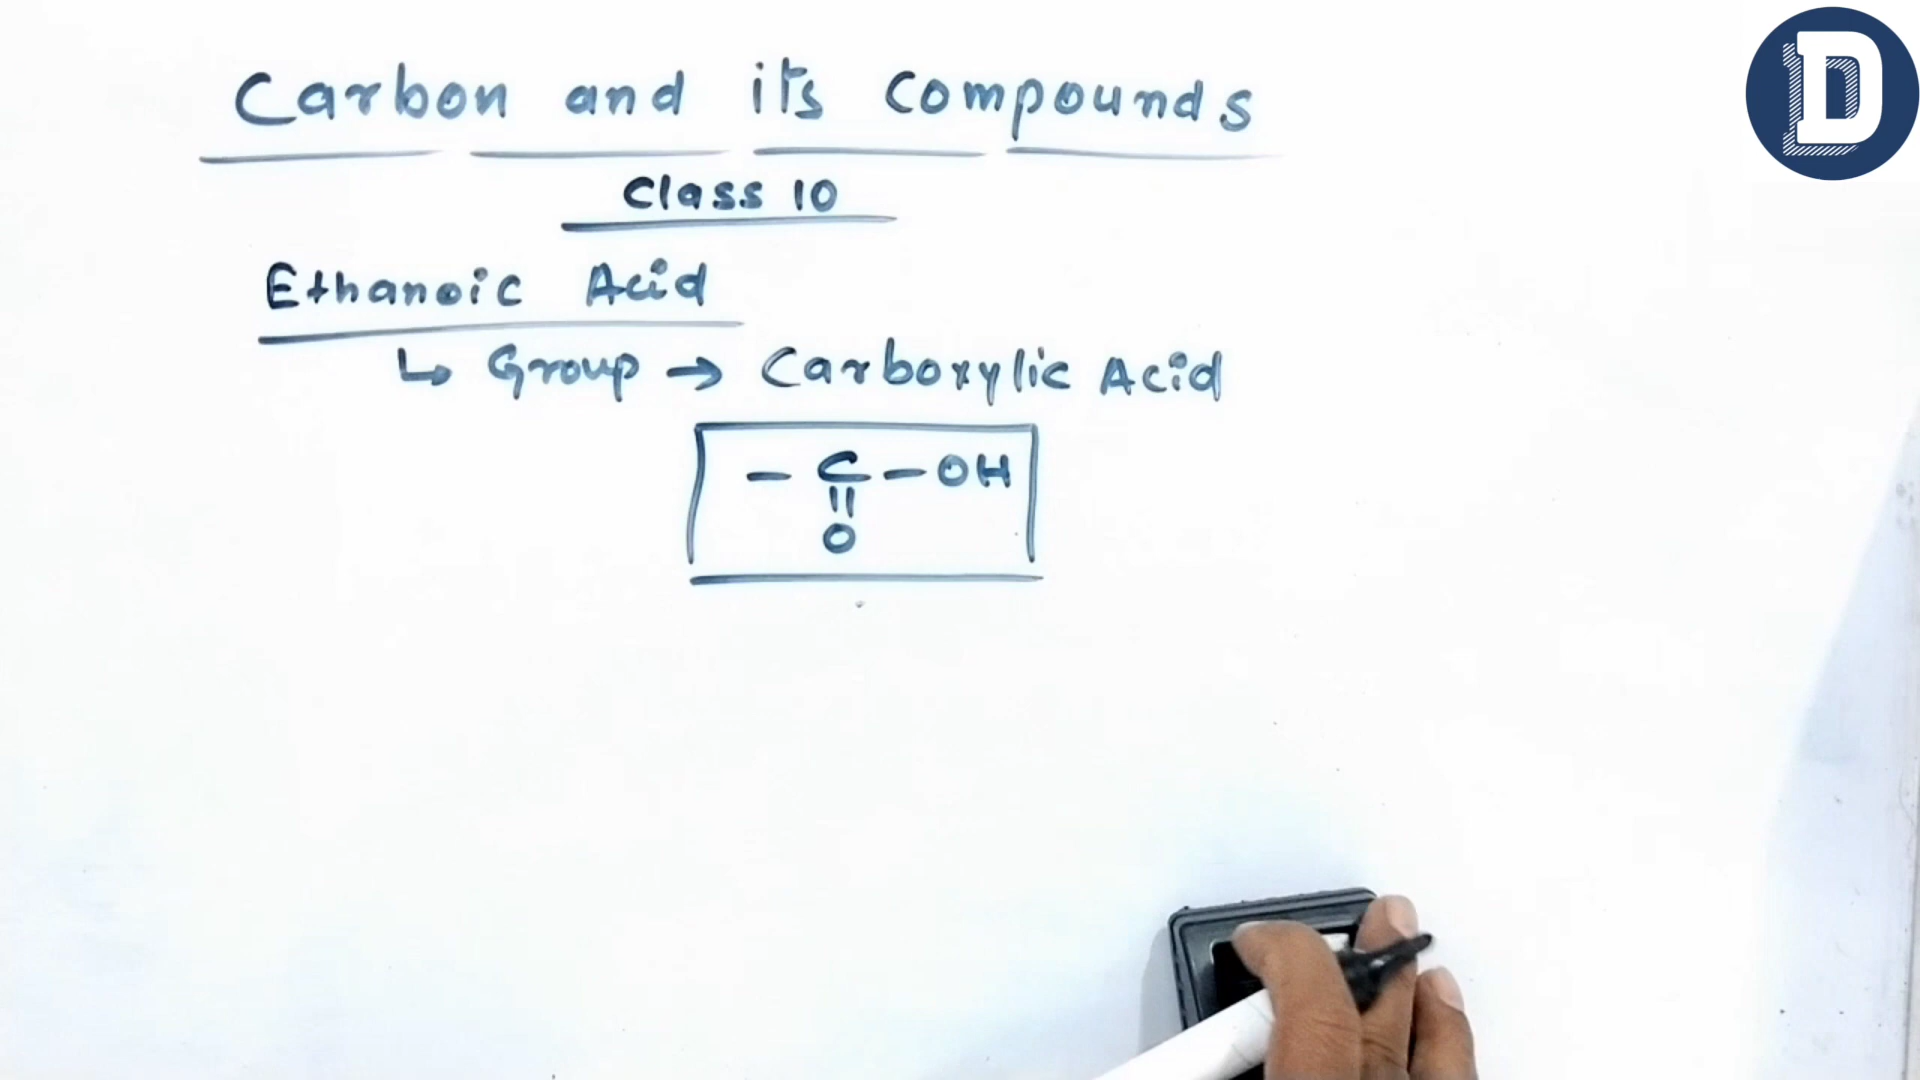 Carbon and its Compounds
Class 10
Ethanoic Acid
↳ Group → Carboxylic Acid
- C - OH
||
O
D